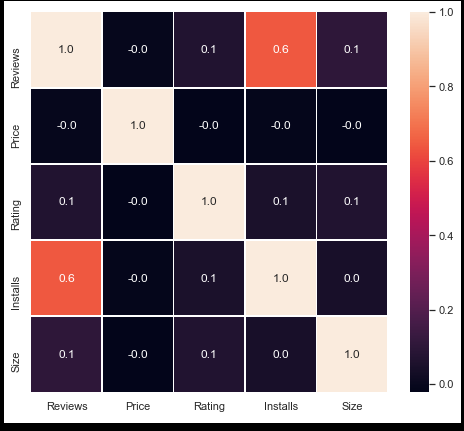 Reviews 1.0 -0.0 0.1 0.6 0.1
Price -0.0 1.0 -0.0 -0.0 -0.0
Rating 0.1 -0.0 1.0 0.1 0.1
Installs 0.6 -0.0 0.1 1.0 0.0
Size 0.1 -0.0 0.1 0.0 1.0
Reviews Price Rating Installs Size
1.0
0.8
0.6
0.4
0.2
0.0